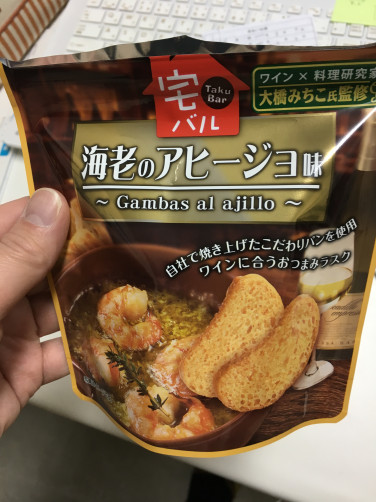 宅バル
Taku Bar
ワイン × 料理研究家
大橋みちこ氏監修
海老のアヒージョ味
~ Gambas al ajillo ~
自社で焼き上げたこだわりパンを使用
ワインに合うおつまみラスク